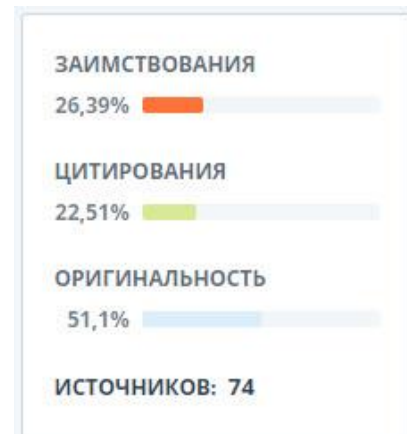 ЗАИМСТВОВАНИЯ
26,39%
ЦИТИРОВАНИЯ
22,51%
ОРИГИНАЛЬНОСТЬ
51,1%
ИСТОЧНИКОВ: 74